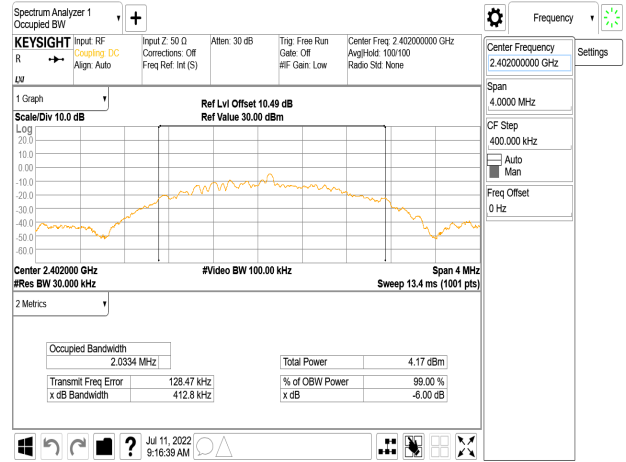 Spectrum Analyzer 1
Occupied BW
Frequency
KEYSIGHT
R
LXI
Input: RF
Coupling: DC
Align: Auto
Input Z: 50 Ω
Corrections: Off
Freq Ref: Int (S)
Atten: 30 dB
Trig: Free Run
Gate: Off
#IF Gain: Low
Center Freq: 2.402000000 GHz
Avg|Hold: 100/100
Radio Std: None
Center Frequency
2.402000000 GHz
Settings
Span
4.0000 MHz
CF Step
400.000 kHz
Auto
Man
Freq Offset
0 Hz
1 Graph
Ref Lvl Offset 10.49 dB
Scale/Div 10.0 dB
Ref Value 30.00 dBm
Log
20.0
10.0
0.00
-10.0
-20.0
-30.0
-40.0
-50.0
-60.0
Center 2.402000 GHz
#Video BW 100.00 kHz
Span 4 MHz
#Res BW 30.000 kHz
Sweep 13.4 ms (1001 pts)
2 Metrics
Occupied Bandwidth
2.0334 MHz
Total Power 4.17 dBm
Transmit Freq Error 128.47 kHz
% of OBW Power 99.00 %
x dB Bandwidth 412.8 kHz
x dB -6.00 dB
?
Jul 11, 2022
9:16:39 AM